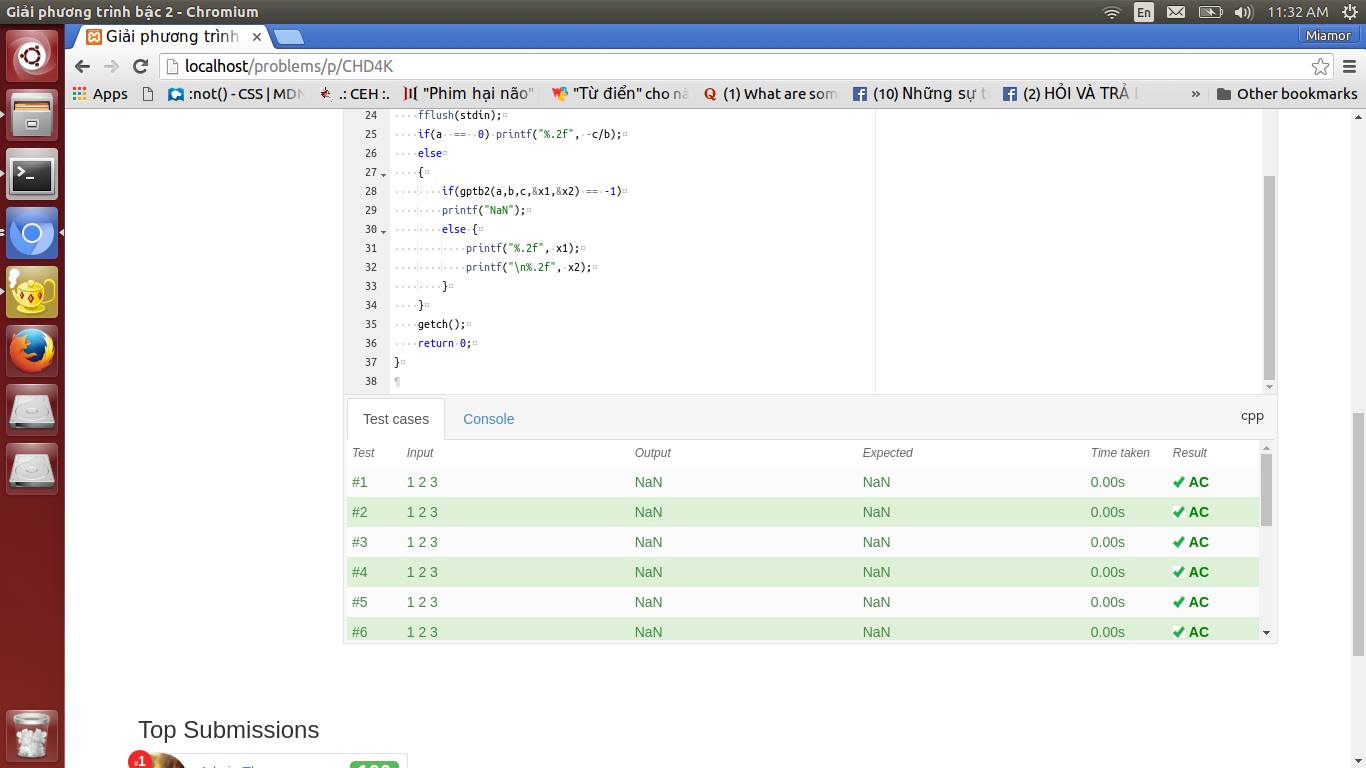 Giải phương trình bậc 2 - Chromium
En
11:32 AM
Giải phương trình
Miamor
localhost/problems/p/CHD4K
Apps
:not() - CSS | MDN
.: CEH :.
"Phim hại não"
"Từ điển" cho nà
(1) What are som
(10) Những sự t
(2) HỎI VÀ TRẢ L
»
Other bookmarks
24 fflush(stdin);
25 if(a == 0) printf("%.2f", -c/b);
26 else
27 {
28 if(gptb2(a,b,c,&x1,&x2) == -1)
29 printf("NaN");
30 else {
31 printf("%.2f", x1);
32 printf("\n%.2f", x2);
33 }
34 }
35 getch();
36 return 0;
37 }
38
Test cases
Console
cpp
Test Input Output Expected Time taken Result
#1 1 2 3 NaN NaN 0.00s AC
#2 1 2 3 NaN NaN 0.00s AC
#3 1 2 3 NaN NaN 0.00s AC
#4 1 2 3 NaN NaN 0.00s AC
#5 1 2 3 NaN NaN 0.00s AC
#6 1 2 3 NaN NaN 0.00s AC
Top Submissions
#1